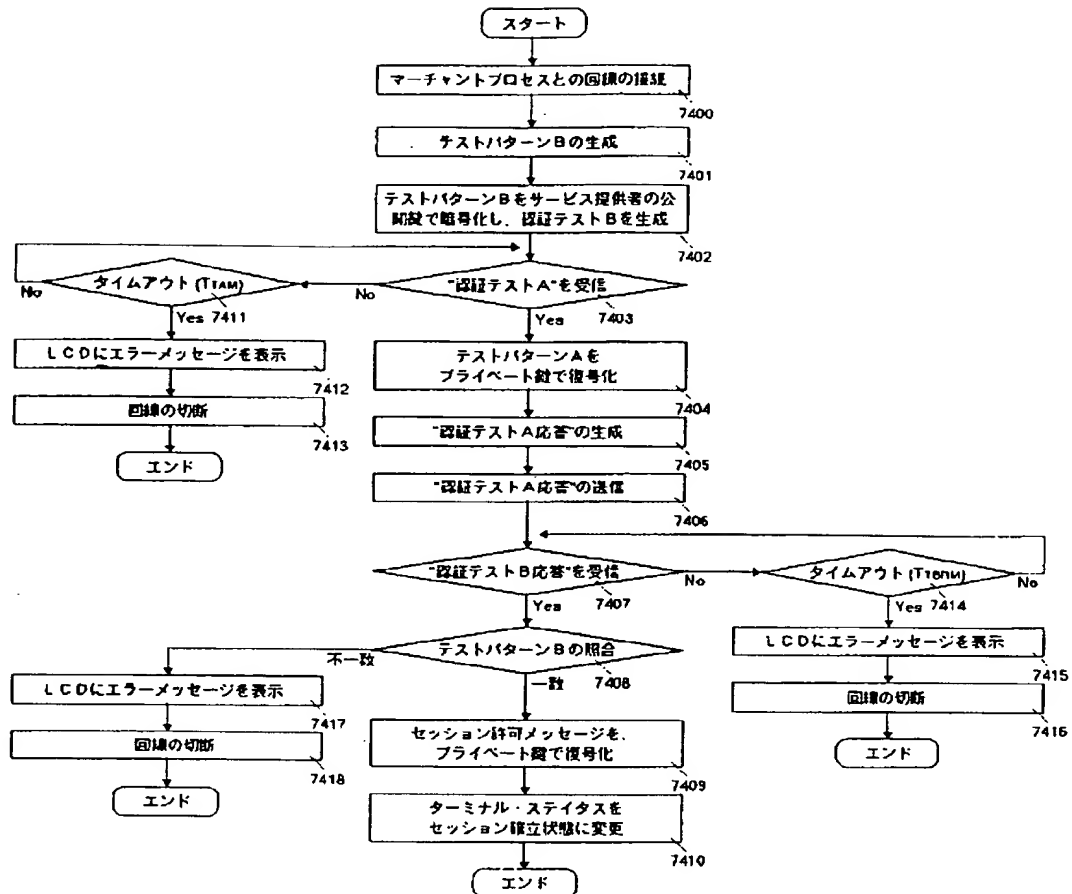 スタート
マーチャントプロセスとの回線の接続
7400
テストパターンBの生成
7401
テストパターンBをサービス提供者の公
開鍵で暗号化し、認証テストBを生成
7402
"認証テストA"を受信
7403
No
Yes
タイムアウト(TTAM)
7411
No
Yes
LCDにエラーメッセージを表示
7412
回線の切断
7413
エンド
テストパターンAを
プライベート鍵で復号化
7404
"認証テストA応答"の生成
7405
"認証テストA応答"の送信
7406
"認証テストB応答"を受信
7407
No
Yes
タイムアウト(TTBRM)
7414
No
Yes
LCDにエラーメッセージを表示
7415
回線の切断
7416
エンド
テストパターンBの照合
7408
不一致
一致
LCDにエラーメッセージを表示
7417
回線の切断
7418
エンド
セッション許可メッセージを、
プライベート鍵で復号化
7409
ターミナル・ステイタスを
セッション確立状態に変更
7410
エンド